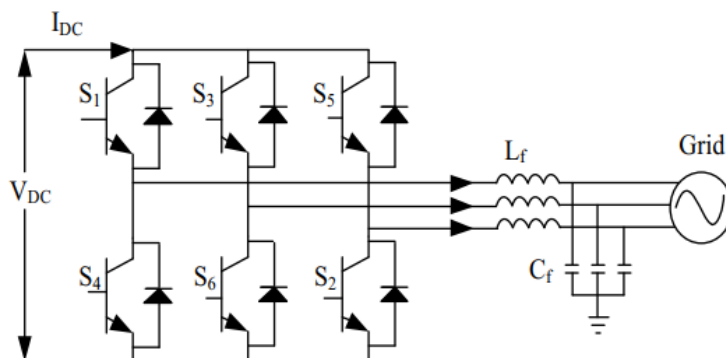 I_DC
S_1
S_3
S_5
L_f
Grid
V_DC
S_4
S_6
S_2
C_f